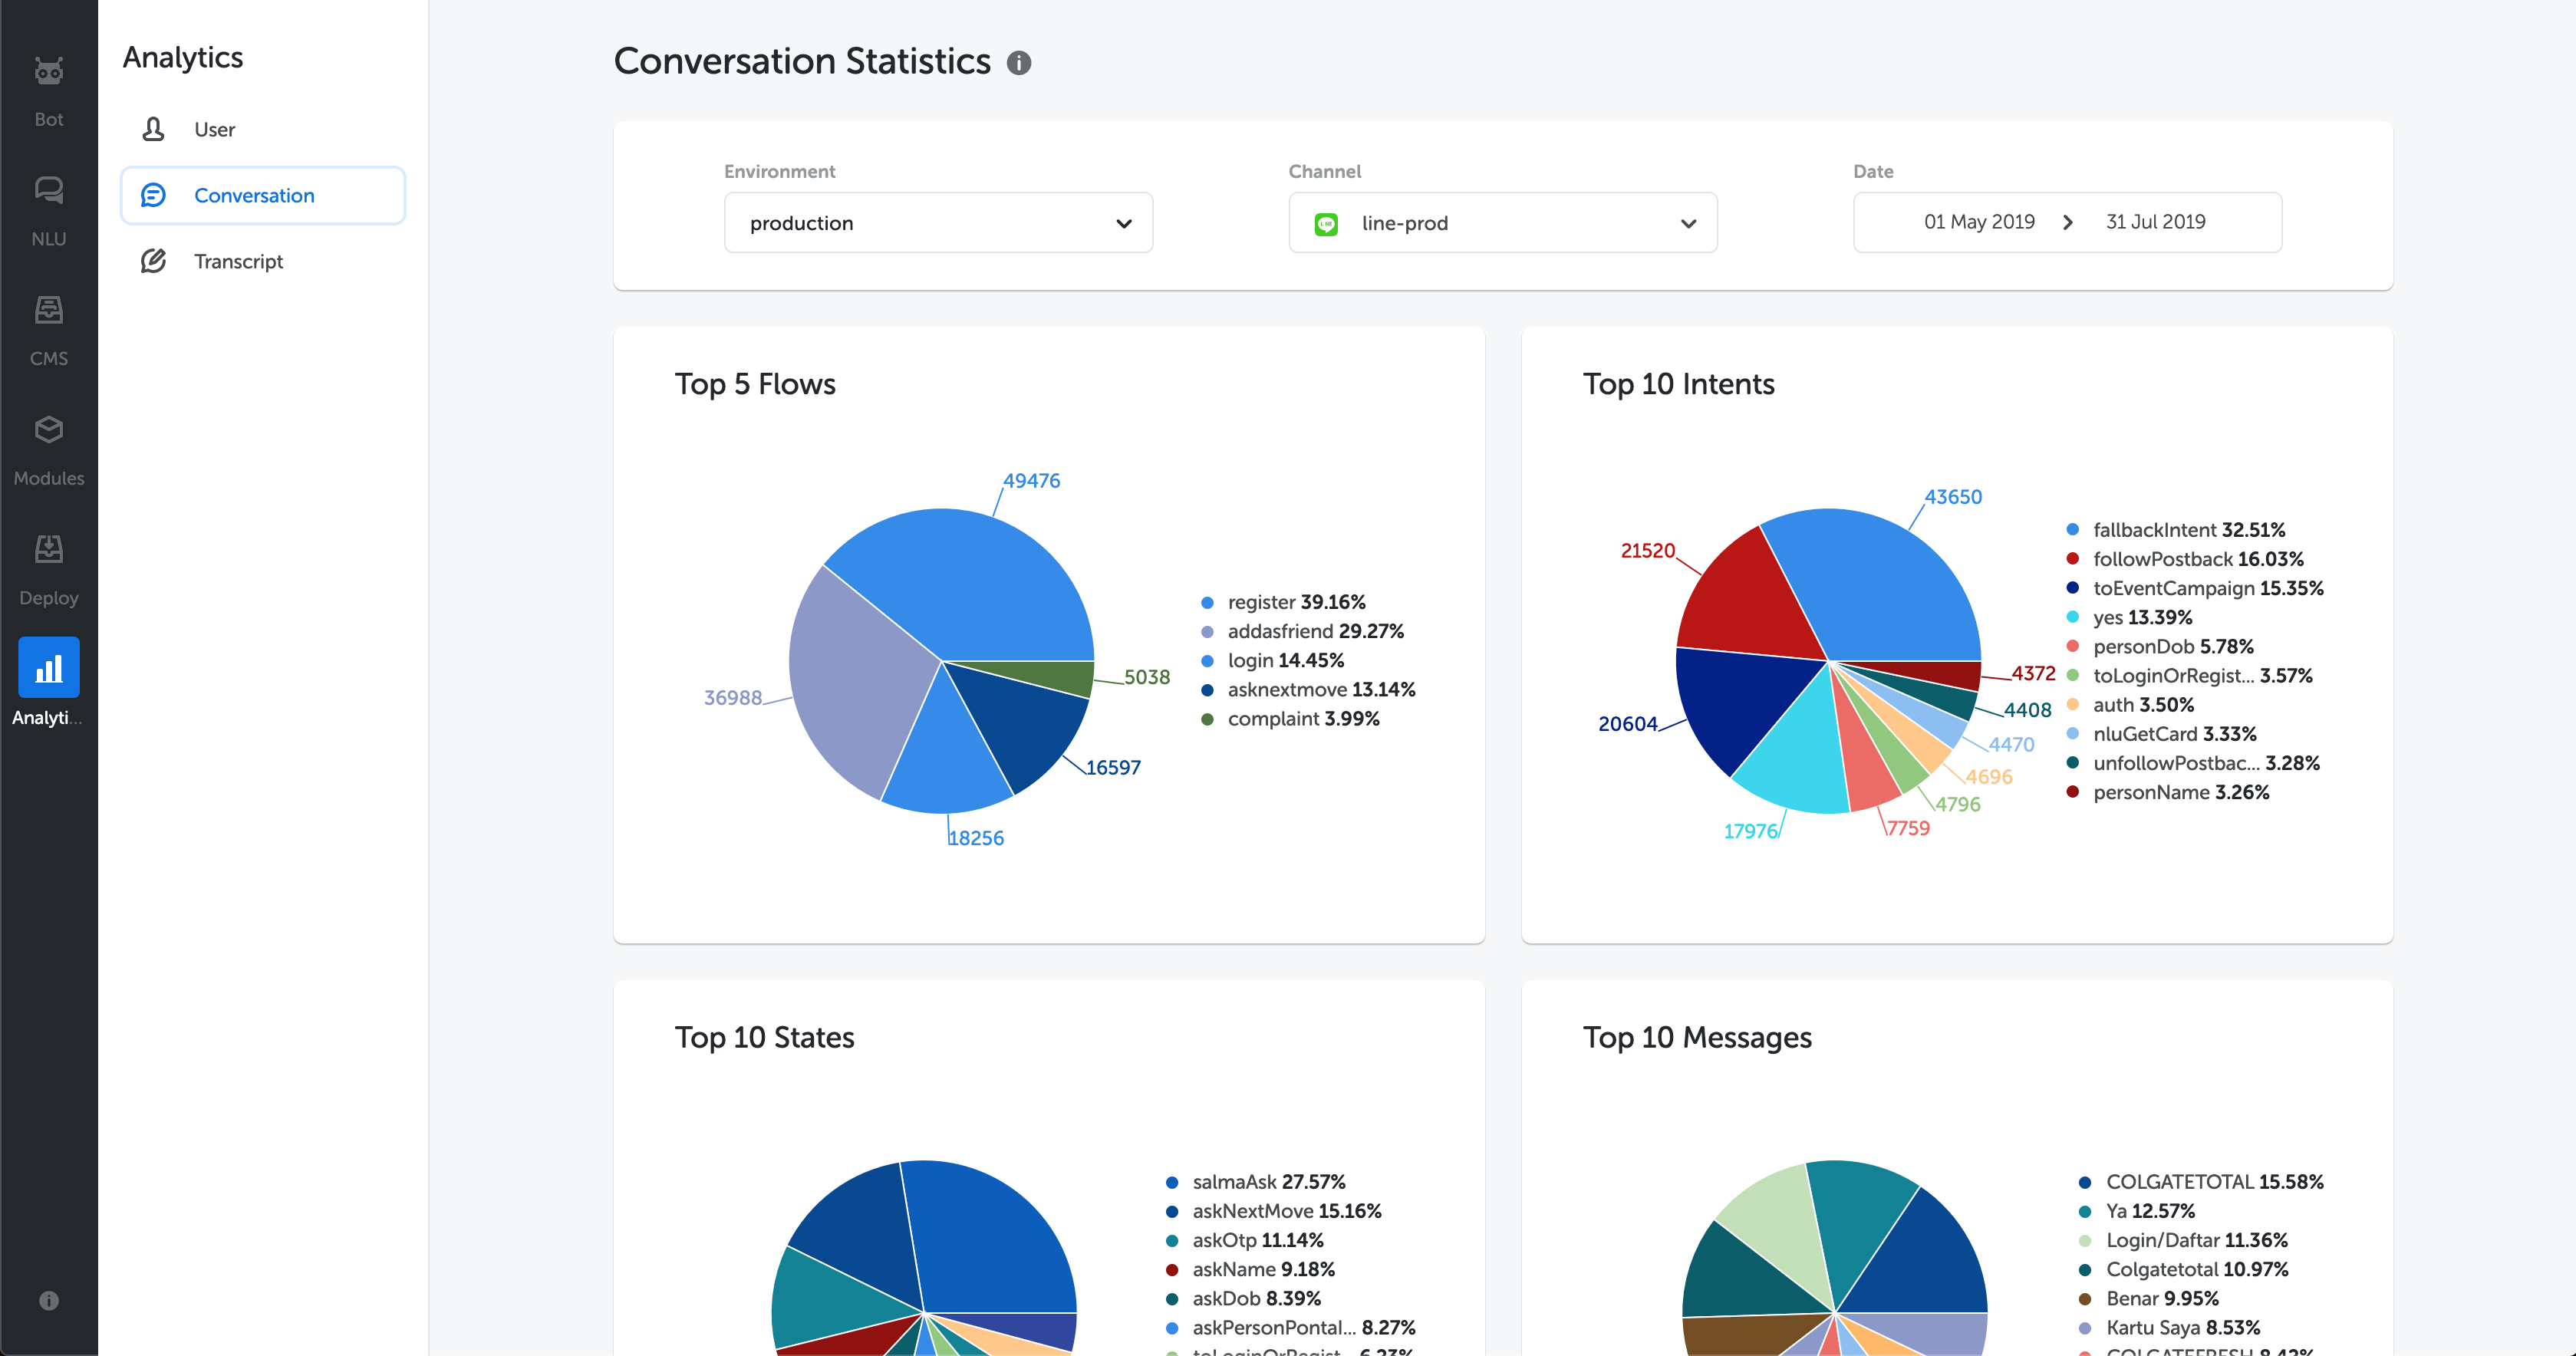 Bot
NLU
CMS
Modules
Deploy
Analyti...
Analytics
User
Conversation
Transcript
Conversation Statistics
Environment
production
Channel
LINE
line-prod
Date
01 May 2019 31 Jul 2019
Top 5 Flows
49476
36988
5038
16597
18256
register 39.16%
addasfriend 29.27%
login 14.45%
asknextmove 13.14%
complaint 3.99%
Top 10 Intents
43650
21520
20604
17976
7759
4796
4696
4470
4408
4372
fallbackIntent 32.51%
followPostback 16.03%
toEventCampaign 15.35%
yes 13.39%
personDob 5.78%
toLoginOrRegist... 3.57%
auth 3.50%
nluGetCard 3.33%
unfollowPostbac... 3.28%
personName 3.26%
Top 10 States
salmaAsk 27.57%
askNextMove 15.16%
askOtp 11.14%
askName 9.18%
askDob 8.39%
askPersonPontal... 8.27%
toLoginOrRegist... 6.23%
Top 10 Messages
COLGATETOTAL 15.58%
Ya 12.57%
Login/Daftar 11.36%
Colgatetotal 10.97%
Benar 9.95%
Kartu Saya 8.53%
COLGATEFRESH 8.42%